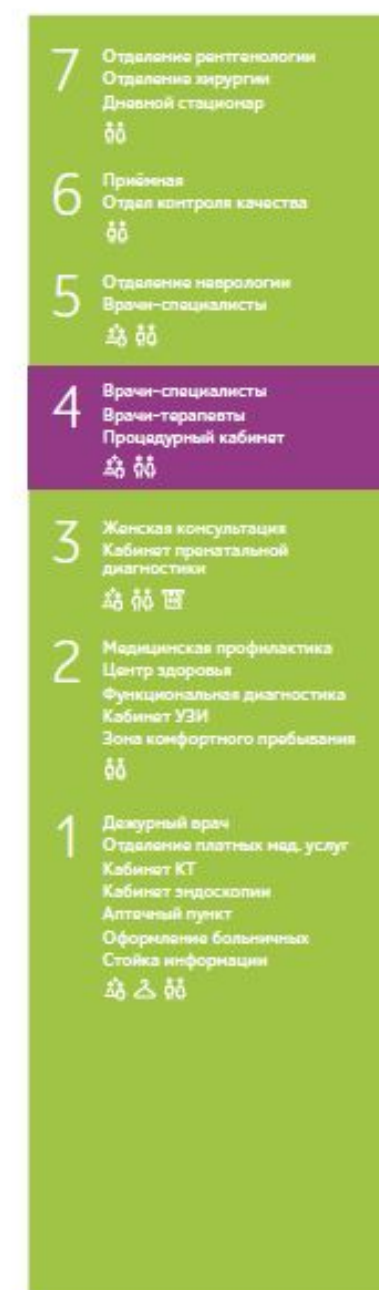 7
Отделение рентгенологии
Отделение хирургии
Дневной стационар
6
Приёмная
Отдел контроля качества
5
Отделение неврологии
Врачи-специалисты
4
Врачи-специалисты
Врачи-терапевты
Процедурный кабинет
3
Женская консультация
Кабинет пренатальной
диагностики
2
Медицинская профилактика
Центр здоровья
Функциональная диагностика
Кабинет УЗИ
Зона комфортного пребывания
1
Дежурный врач
Отделение платных мед. услуг
Кабинет КТ
Кабинет эндоскопии
Аптечный пункт
Оформление больничных
Стойка информации